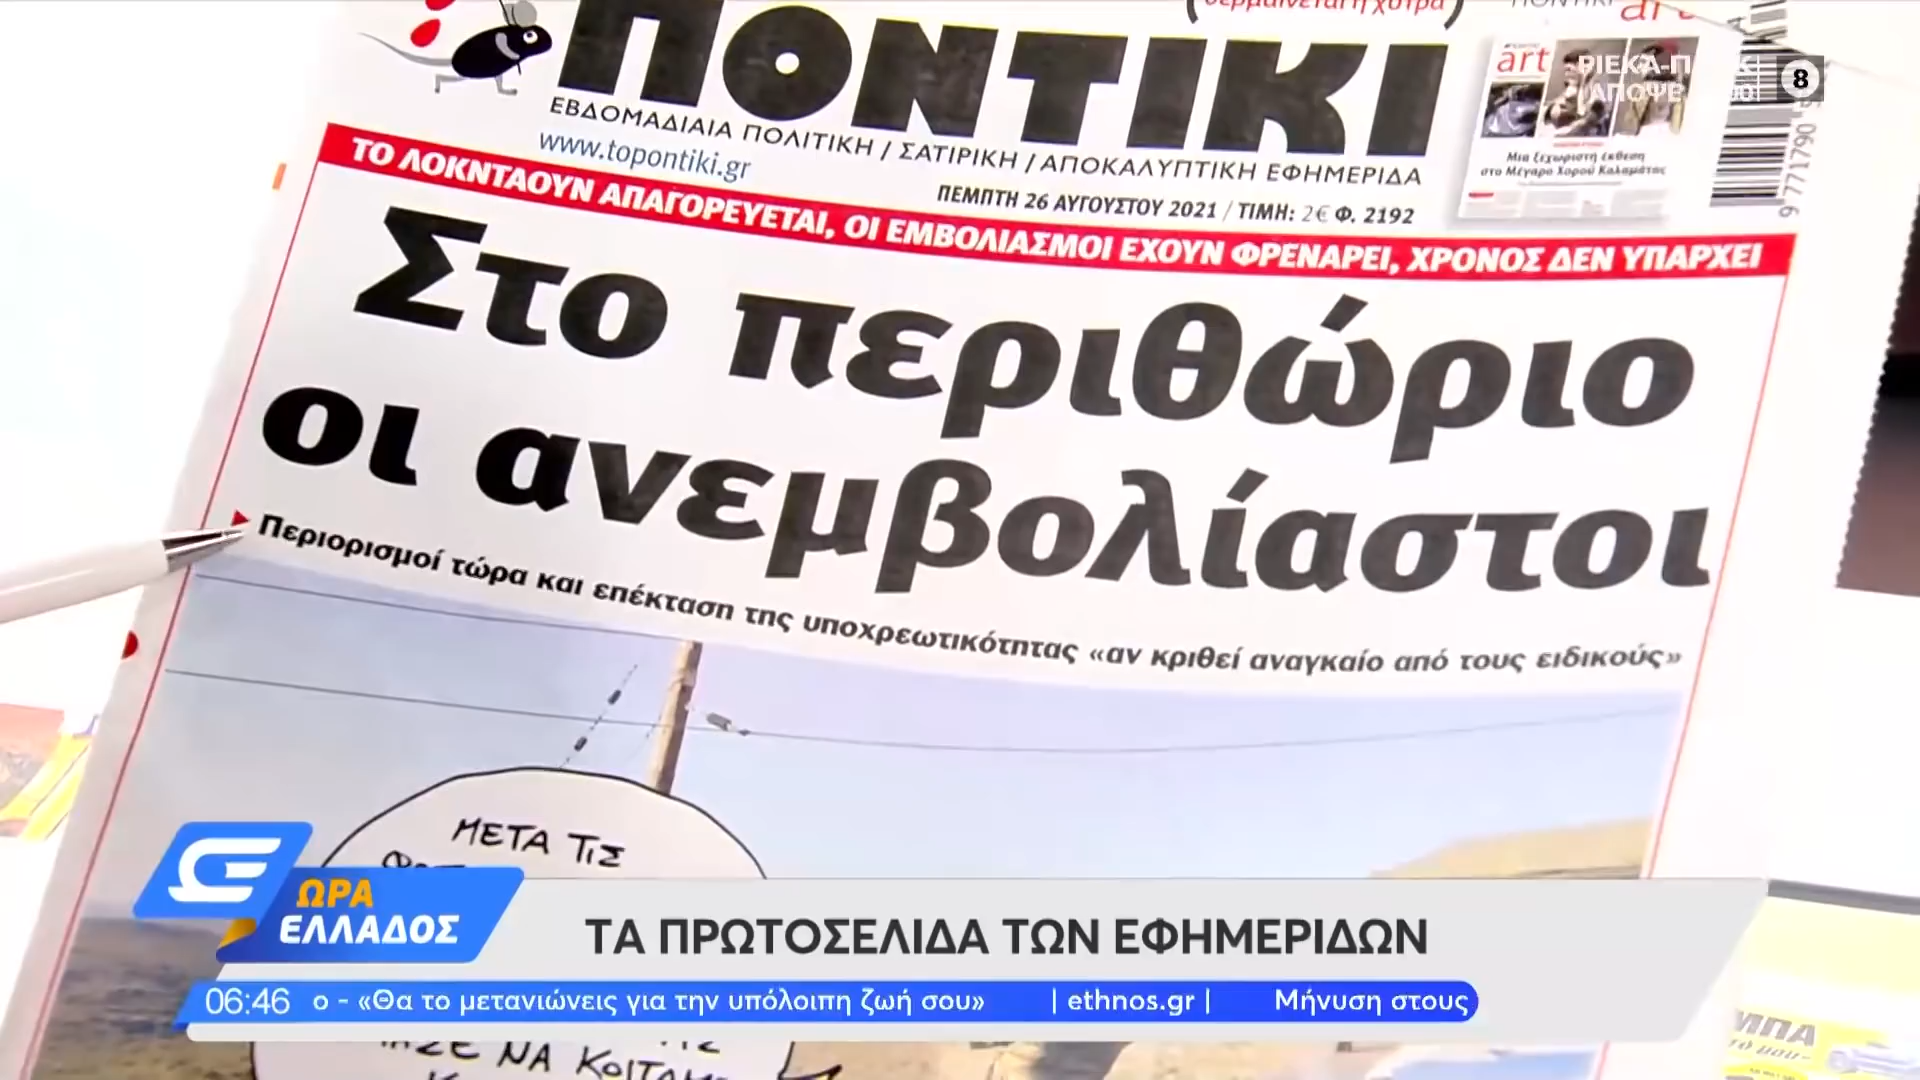 ΠΟΝΤΙΚΙ
ΕΒΔΟΜΑΔΙΑΙΑ ΠΟΛΙΤΙΚΗ / ΣΑΤΙΡΙΚΗ / ΑΠΟΚΑΛΥΠΤΙΚΗ ΕΦΗΜΕΡΙΔΑ
www.topontiki.gr
ΠΕΜΠΤΗ 26 ΑΥΓΟΥΣΤΟΥ 2021 / ΤΙΜΗ: 2€ Φ. 2192
art
Μια ξεχωριστή έκθεση
στο Μέγαρο Χορού Καλαμάτας
9 771790
8
ΑΠΟΨΕ
ΤΟ ΛΟΚΝΤΑΟΥΝ ΑΠΑΓΟΡΕΥΕΤΑΙ, ΟΙ ΕΜΒΟΛΙΑΣΜΟΙ ΕΧΟΥΝ ΦΡΕΝΑΡΕΙ, ΧΡΟΝΟΣ ΔΕΝ ΥΠΑΡΧΕΙ
Στο περιθώριο
οι ανεμβολίαστοι
Περιορισμοί τώρα και επέκταση της υποχρεωτικότητας «αν κριθεί αναγκαίο από τους ειδικούς»
ΜΕΤΑ ΤΙΣ
ΩΡΑ
ΕΛΛΑΔΟΣ
ΤΑ ΠΡΩΤΟΣΕΛΙΔΑ ΤΩΝ ΕΦΗΜΕΡΙΔΩΝ
06:46 ο - «Θα το μετανιώνεις για την υπόλοιπη ζωή σου» | ethnos.gr | Μήνυση στους
ΝΑ